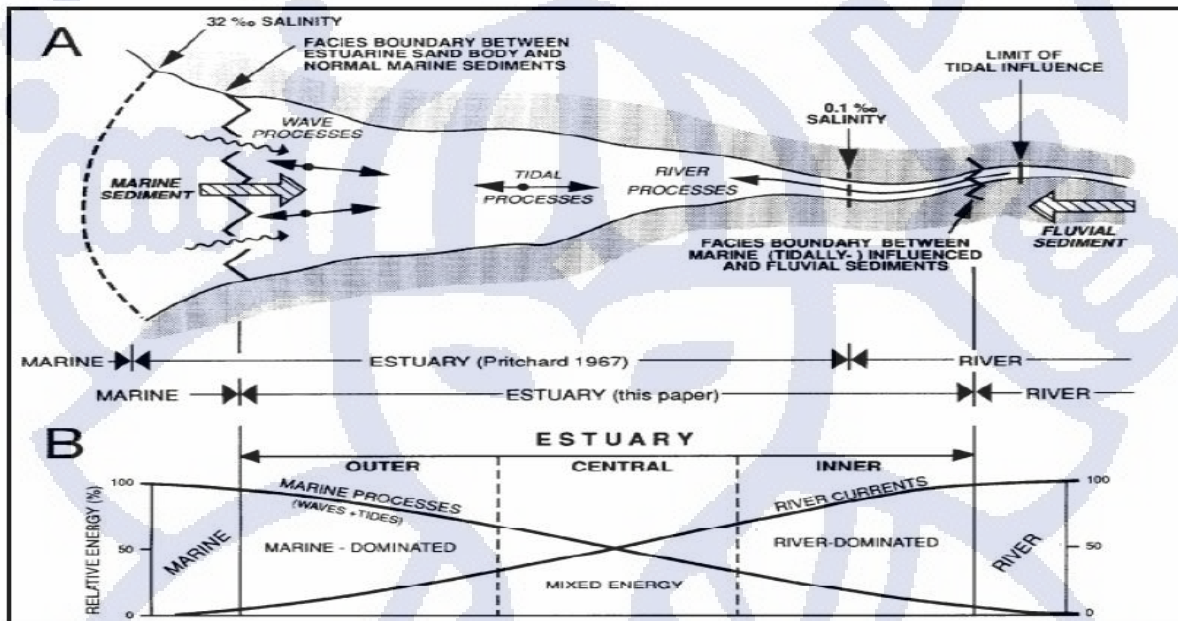 A
32 ‰ SALINITY
FACIES BOUNDARY BETWEEN
ESTUARINE SAND BODY AND
NORMAL MARINE SEDIMENTS
LIMIT OF
TIDAL INFLUENCE
WAVE
PROCESSES
0.1 ‰
SALINITY
MARINE
SEDIMENT
TIDAL
PROCESSES
RIVER
PROCESSES
FLUVIAL
SEDIMENT
FACIES BOUNDARY BETWEEN
MARINE (TIDALLY-) INFLUENCED
AND FLUVIAL SEDIMENTS
MARINE
ESTUARY (Pritchard 1967)
RIVER
MARINE
ESTUARY (this paper)
RIVER
B
ESTUARY
OUTER
CENTRAL
INNER
RELATIVE ENERGY (%)
100
50
0
MARINE
MARINE PROCESSES
(WAVES +TIDES)
MARINE - DOMINATED
MIXED ENERGY
RIVER CURRENTS
RIVER-DOMINATED
RIVER
100
50
0